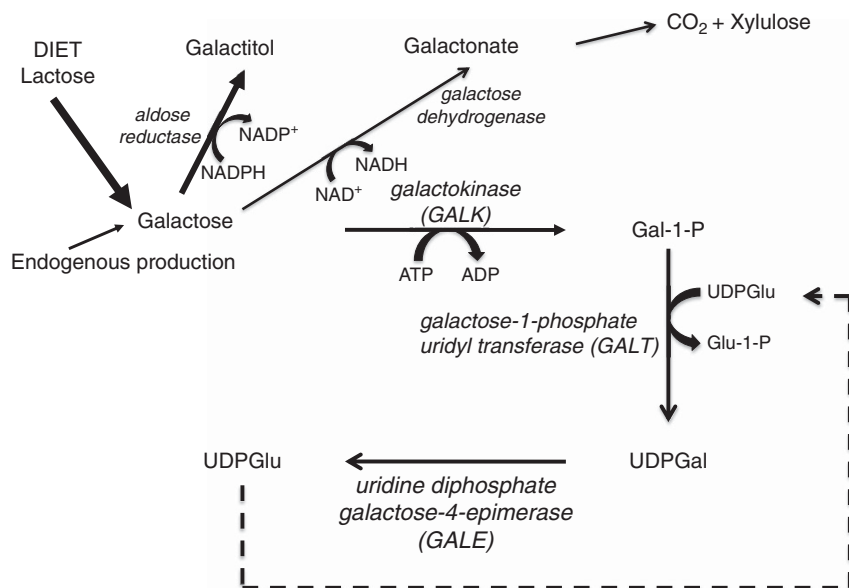 DIET
Lactose
Galactitol
Galactonate
CO₂ + Xylulose
aldose
reductase
NADP⁺
NADPH
galactose
dehydrogenase
NADH
NAD⁺
Galactose
Endogenous production
galactokinase
(GALK)
ATP
ADP
Gal-1-P
UDPGlu
Glu-1-P
galactose-1-phosphate
uridyl transferase (GALT)
UDPGal
UDPGlu
uridine diphosphate
galactose-4-epimerase
(GALE)